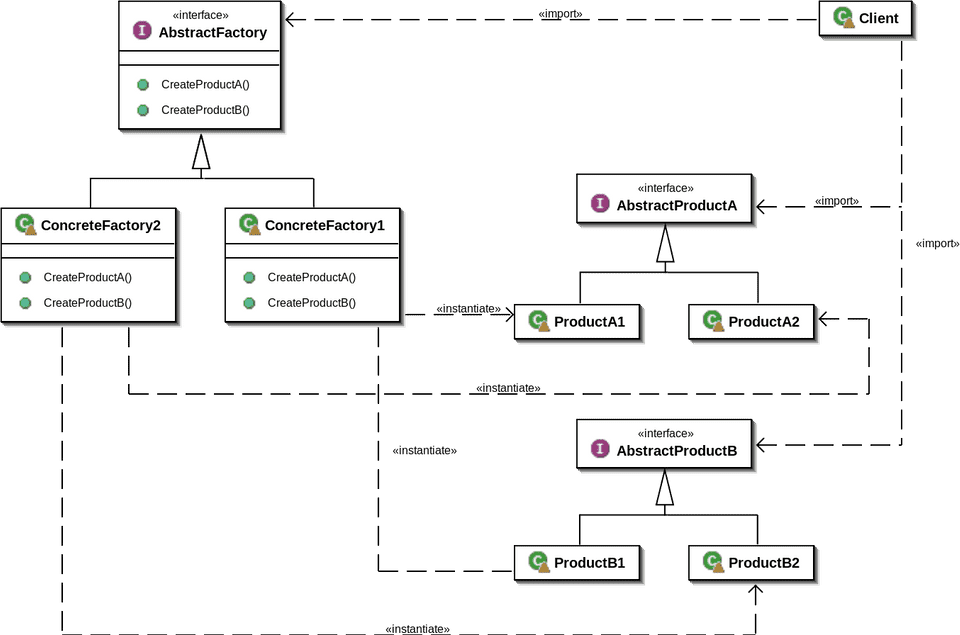 «interface»
I AbstractFactory
CreateProductA()
CreateProductB()
«import»
C Client
C ConcreteFactory2
CreateProductA()
CreateProductB()
C ConcreteFactory1
CreateProductA()
CreateProductB()
«interface»
I AbstractProductA
«import»
«import»
«instantiate»
C ProductA1
C ProductA2
«instantiate»
«interface»
I AbstractProductB
«instantiate»
C ProductB1
C ProductB2
«instantiate»